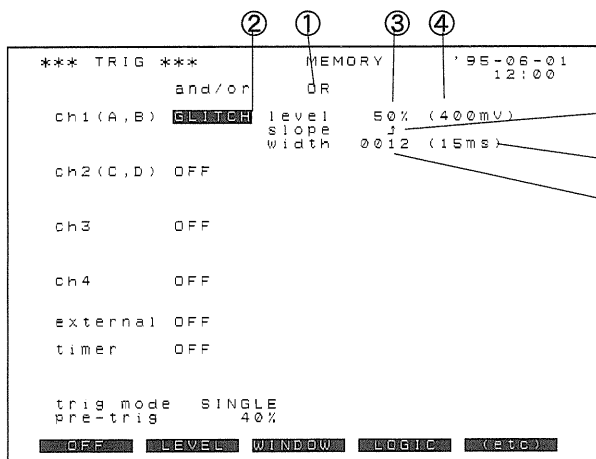 ② ① ③ ④
*** TRIG *** MEMORY '95-06-01
12:00
and/or OR
ch1(A,B) GLITCH level 50% (400mV)
slope ↑
width 0012 (15ms)
ch2(C,D) OFF
ch3 OFF
ch4 OFF
external OFF
timer OFF
trig mode SINGLE
pre-trig 40%
OFF LEVEL WINDOW LOGIC (etc)